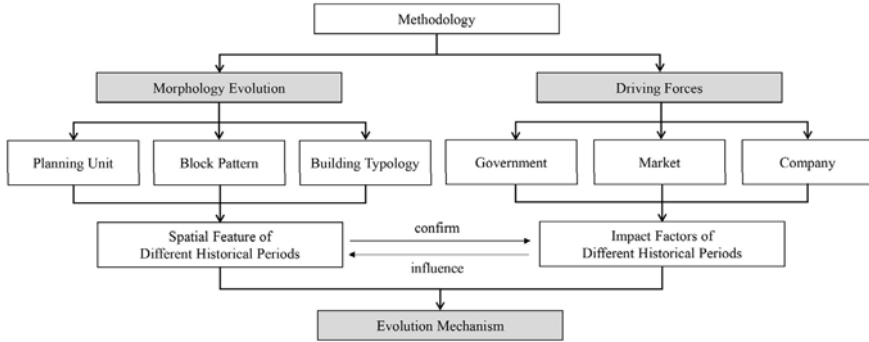 Methodology
Morphology Evolution
Driving Forces
Planning Unit
Block Pattern
Building Typology
Government
Market
Company
Spatial Feature of
Different Historical Periods
confirm
influence
Impact Factors of
Different Historical Periods
Evolution Mechanism